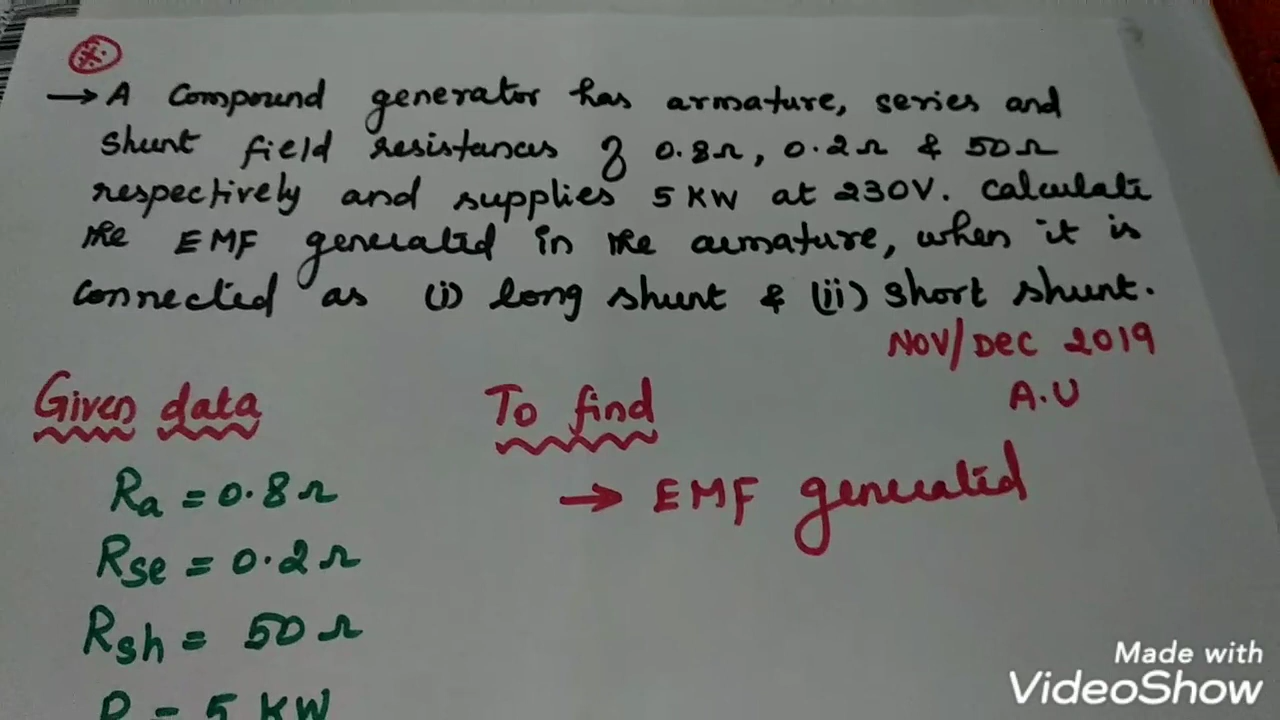 *.
→ A Compound generator has armature, series and
shunt field resistances of 0.8Ω, 0.2Ω & 50Ω
respectively and supplies 5 KW at 230V. Calculate
the EMF generated in the armature, when it is
connected as (i) long shunt & (ii) short shunt.
NOV/DEC 2019
A.U
Given data
To find
→ EMF generated
Ra = 0.8Ω
Rse = 0.2Ω
Rsh = 50Ω
P = 5 KW
Made with
VideoShow